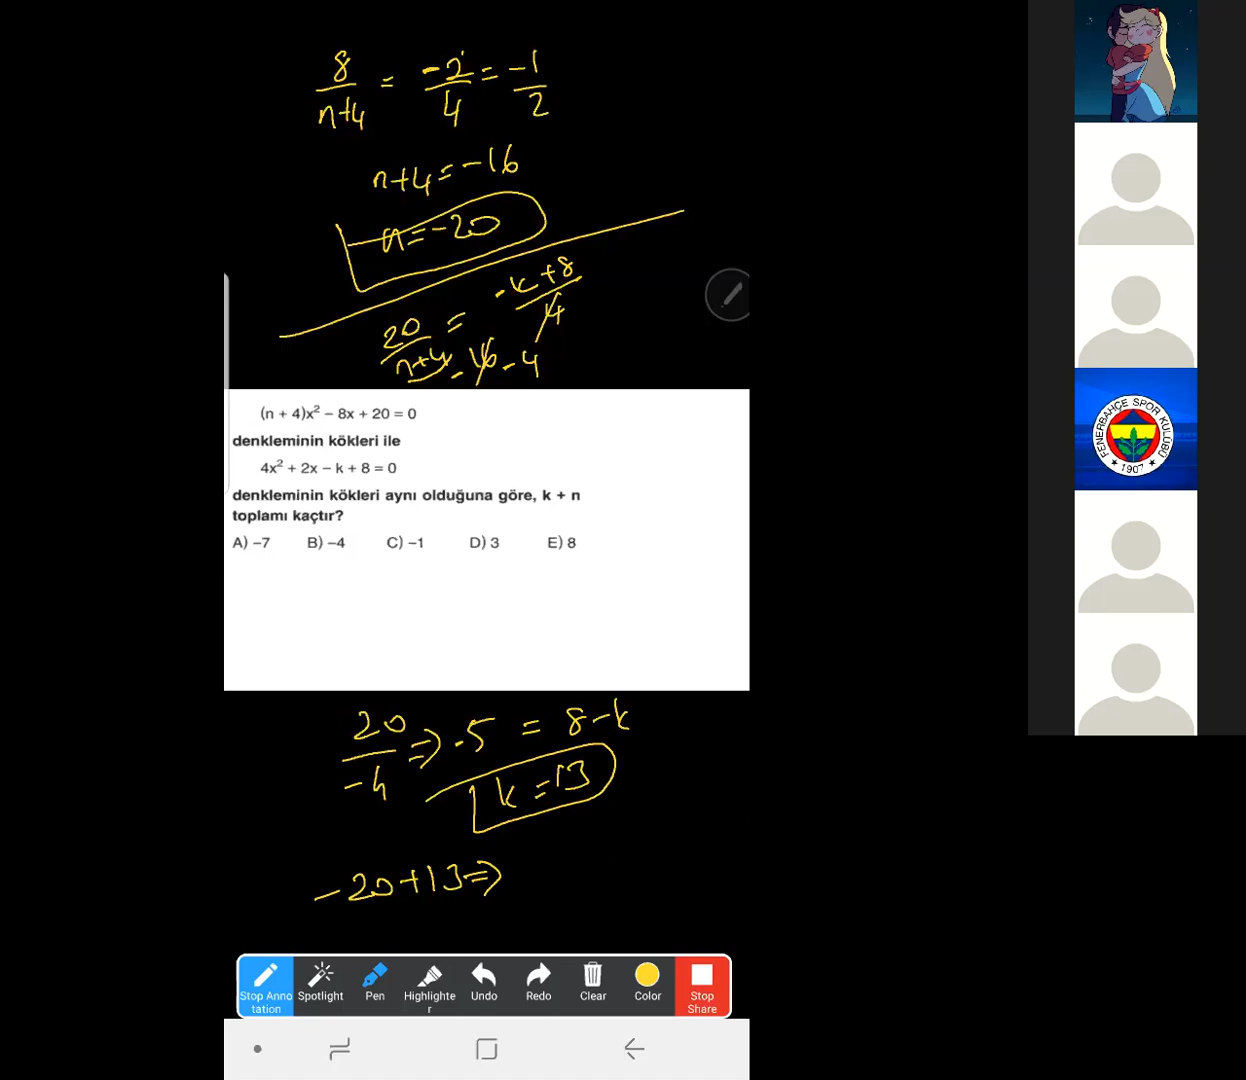 8/(n+4) = -2/4 = -1/2
n+4 = -16
n = -20
20/(n+4) = (-k+8)/4
-16 -4
(n + 4)x² – 8x + 20 = 0
denkleminin kökleri ile
4x² + 2x – k + 8 = 0
denkleminin kökleri aynı olduğuna göre, k + n
toplamı kaçtır?
A) –7 B) –4 C) –1 D) 3 E) 8
20/-4 ⇒ -5 = 8-k
k = 13
-20+13 ⇒
Stop Anno
tation
Spotlight
Pen
Highlighte
r
Undo
Redo
Clear
Color
Stop
Share
FENERBAHÇE SPOR KULÜBÜ
★ 1907 ★